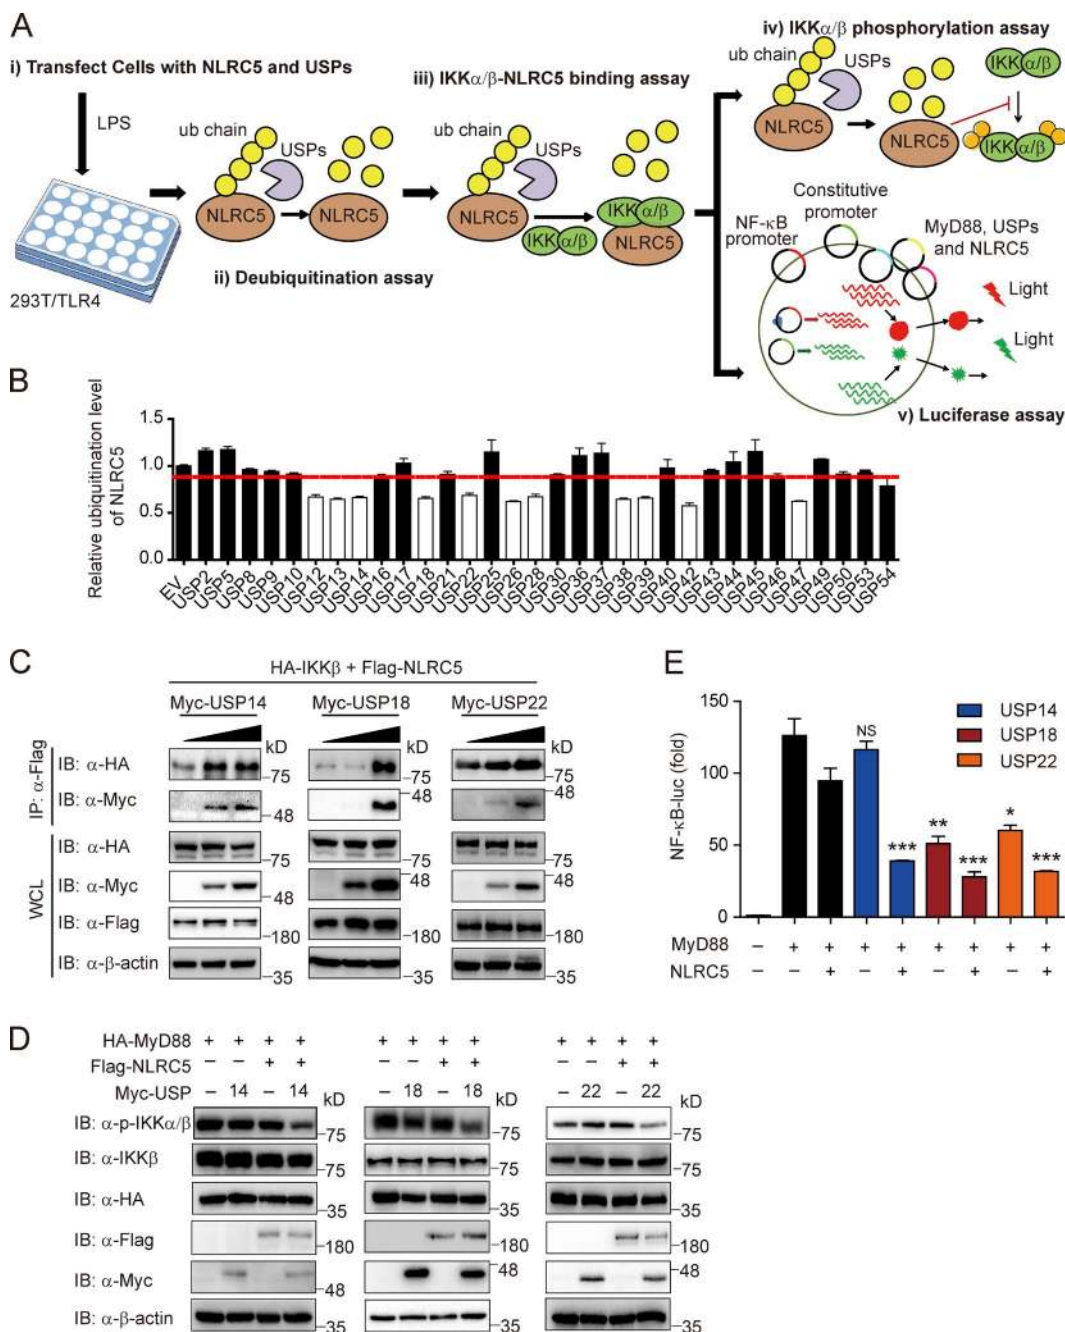 A
i) Transfect Cells with NLRC5 and USPs
LPS
293T/TLR4
ub chain
USPs
NLRC5
NLRC5
ii) Deubiquitination assay
iii) IKKα/β-NLRC5 binding assay
ub chain
USPs
NLRC5
IKK α/β
IKK α/β
NLRC5
iv) IKKα/β phosphorylation assay
ub chain
USPs
NLRC5
NLRC5
IKK α/β
IKK α/β
Constitutive promoter
NF-κB promoter
MyD88, USPs and NLRC5
Light
Light
v) Luciferase assay
B
Relative ubiquitination level of NLRC5
1.5
1.0
0.5
0.0
EV USP2 USP5 USP8 USP9 USP10 USP12 USP13 USP14 USP16 USP17 USP18 USP21 USP22 USP25 USP26 USP28 USP30 USP36 USP37 USP38 USP39 USP40 USP42 USP43 USP44 USP45 USP46 USP47 USP49 USP50 USP53 USP54
C
HA-IKKβ + Flag-NLRC5
Myc-USP14 Myc-USP18 Myc-USP22
kD kD kD
IP: α-Flag
IB: α-HA –75 –75 –75
IB: α-Myc –48 –48 –48
WCL
IB: α-HA –75 –75 –75
IB: α-Myc –48 –48 –48
IB: α-Flag –180 –180 –180
IB: α-β-actin –35 –35 –35
E
NF-κB-luc (fold)
150
100
50
0
USP14
USP18
USP22
NS
*** ** *** * ***
MyD88 – + + + + + + + +
NLRC5 – – + – + – + – +
D
HA-MyD88 + + + + + + + + + + + +
Flag-NLRC5 – – + + – – + + – – + +
Myc-USP – 14 – 14 – 18 – 18 – 22 – 22
kD kD kD
IB: α-p-IKKα/β –75 –75 –75
IB: α-IKKβ –75 –75 –75
IB: α-HA –35 –35 –35
IB: α-Flag –180 –180 –180
IB: α-Myc –48 –48 –48
IB: α-β-actin –35 –35 –35